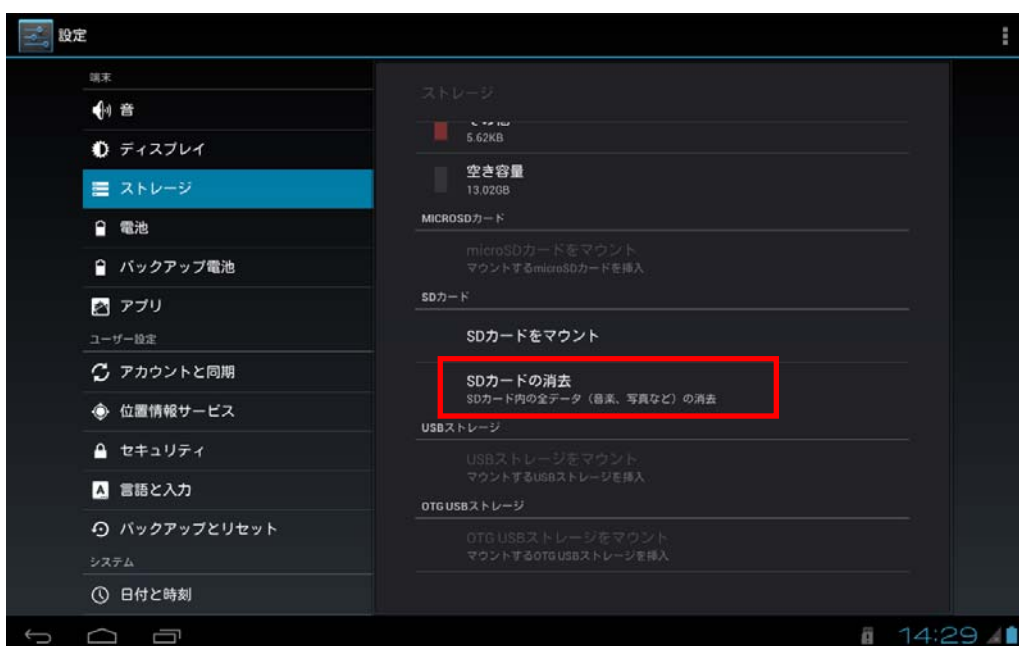 設定
端末
音
ディスプレイ
ストレージ
電池
バックアップ電池
アプリ
ユーザー設定
アカウントと同期
位置情報サービス
セキュリティ
言語と入力
バックアップとリセット
システム
日付と時刻
ストレージ
5.62KB
空き容量
13.02GB
MICROSDカード
microSDカードをマウント
マウントするmicroSDカードを挿入
SDカード
SDカードをマウント
SDカードの消去
SDカード内の全データ（音楽、写真など）の消去
USBストレージ
USBストレージをマウント
マウントするUSBストレージを挿入
OTG USBストレージ
OTG USBストレージをマウント
マウントするOTG USBストレージを挿入
14:29